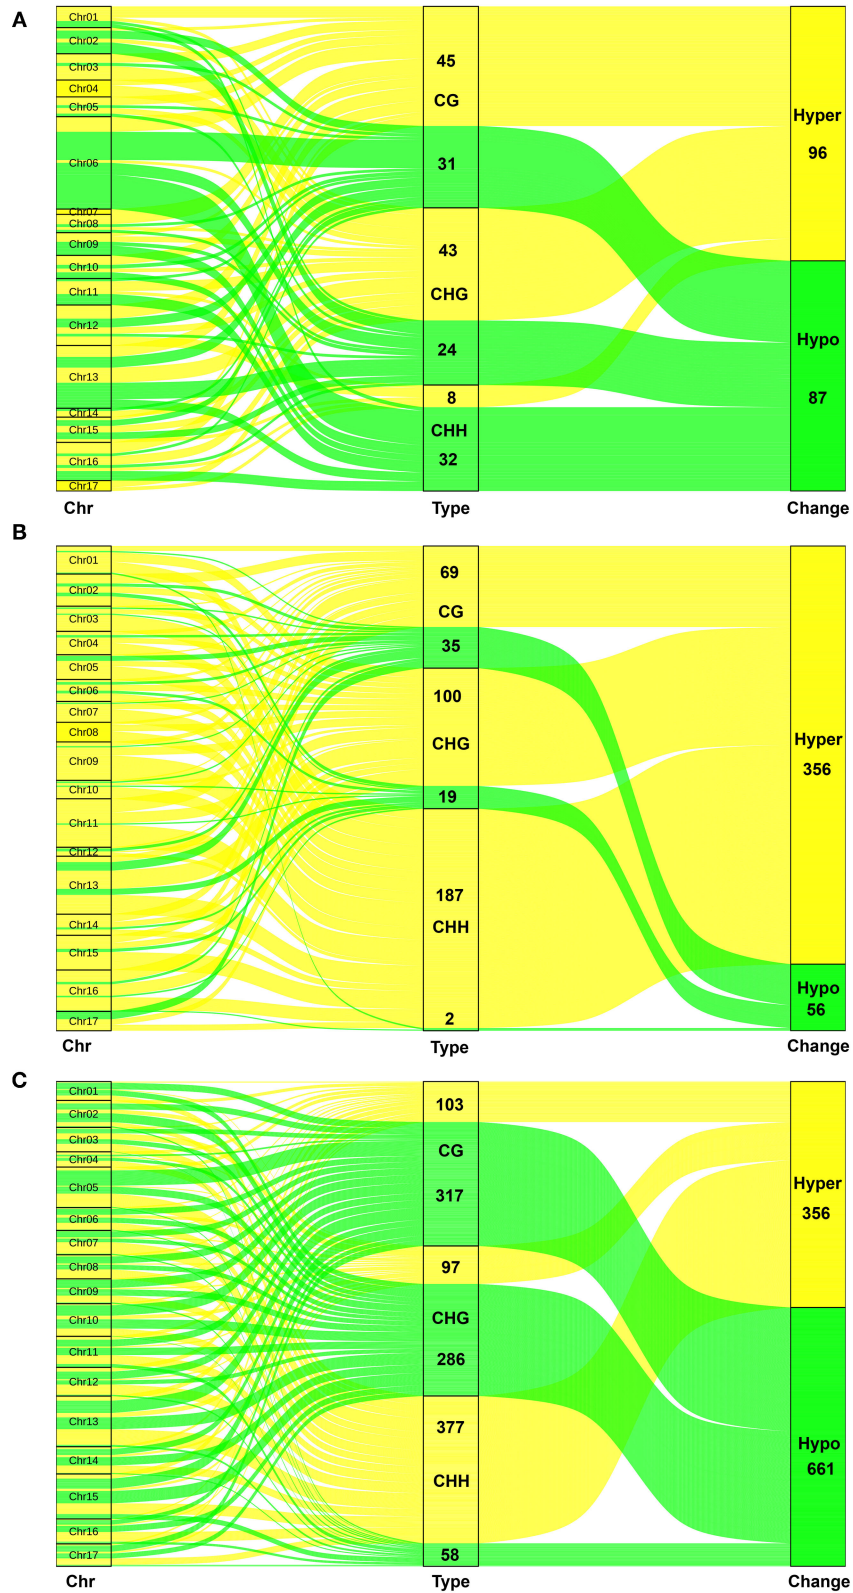 A
Chr01
Chr02
Chr03
Chr04
Chr05
Chr06
Chr07
Chr08
Chr09
Chr10
Chr11
Chr12
Chr13
Chr14
Chr15
Chr16
Chr17
45
CG
31
43
CHG
24
8
CHH
32
Hyper
96
Hypo
87
Chr
Type
Change
B
Chr01
Chr02
Chr03
Chr04
Chr05
Chr06
Chr07
Chr08
Chr09
Chr10
Chr11
Chr12
Chr13
Chr14
Chr15
Chr16
Chr17
69
CG
35
100
CHG
19
187
CHH
2
Hyper
356
Hypo
56
Chr
Type
Change
C
Chr01
Chr02
Chr03
Chr04
Chr05
Chr06
Chr07
Chr08
Chr09
Chr10
Chr11
Chr12
Chr13
Chr14
Chr15
Chr16
Chr17
103
CG
317
97
CHG
286
377
CHH
58
Hyper
356
Hypo
661
Chr
Type
Change